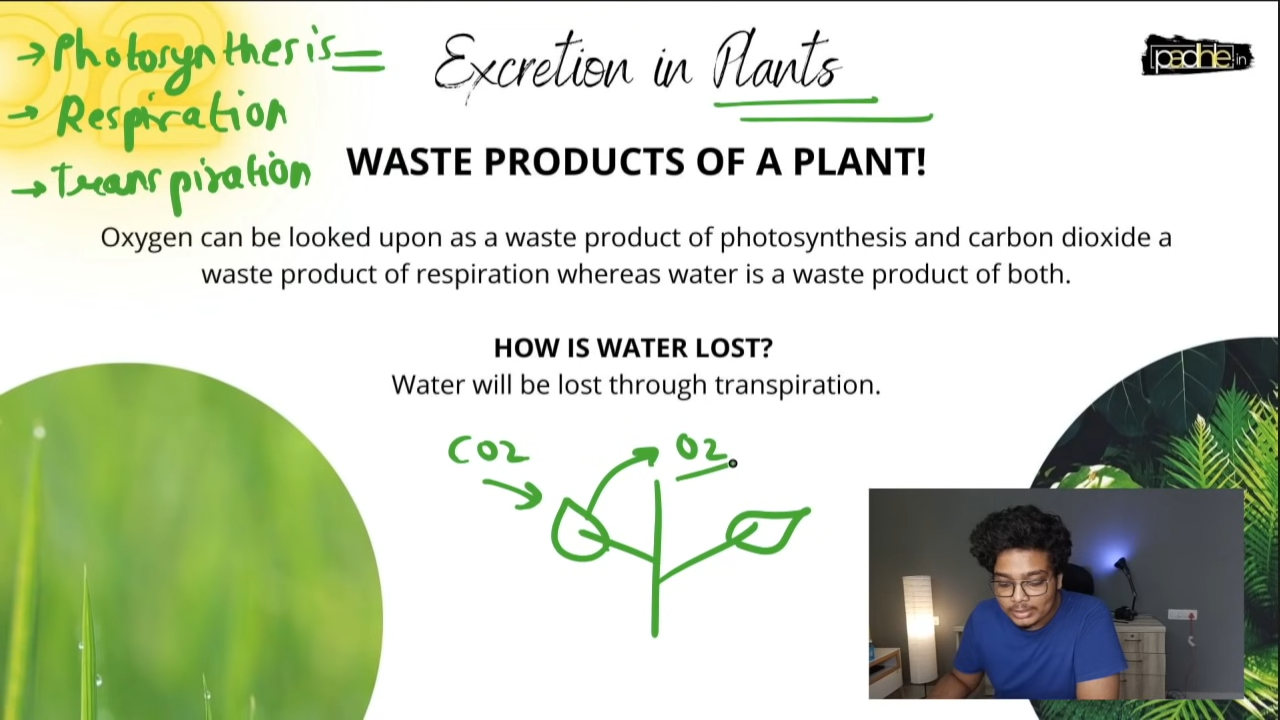 → Photosynthesis
→ Respiration
→ Transpiration
Excretion in Plants
padhle.in
WASTE PRODUCTS OF A PLANT!
Oxygen can be looked upon as a waste product of photosynthesis and carbon dioxide a
waste product of respiration whereas water is a waste product of both.
HOW IS WATER LOST?
Water will be lost through transpiration.
CO2
O2